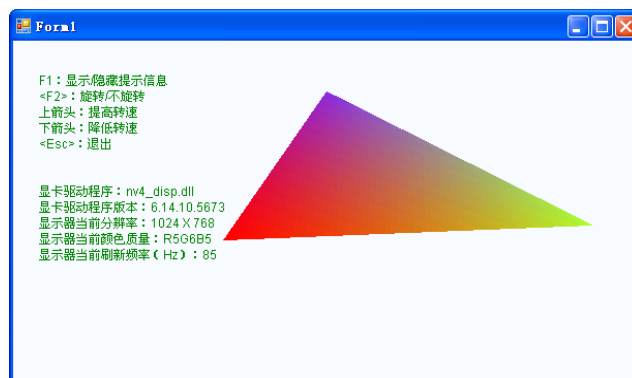 Form1
F1：显示/隐藏提示信息
<F2>：旋转/不旋转
上箭头：提高转速
下箭头：降低转速
<Esc>：退出
显卡驱动程序：nv4_disp.dll
显卡驱动程序版本：6.14.10.5673
显示器当前分辨率：1024 X 768
显示器当前颜色质量：R5G6B5
显示器当前刷新频率（Hz）：85